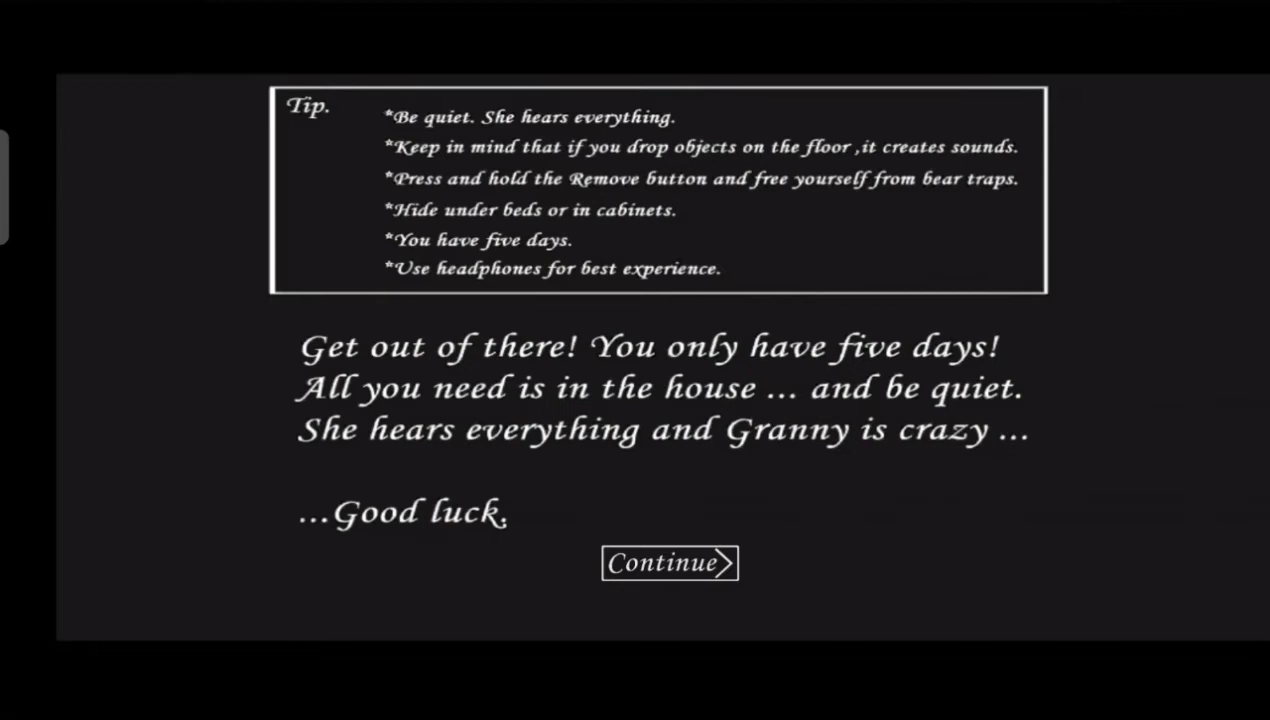 Tip.
*Be quiet. She hears everything.
*Keep in mind that if you drop objects on the floor ,it creates sounds.
*Press and hold the Remove button and free yourself from bear traps.
*Hide under beds or in cabinets.
*You have five days.
*Use headphones for best experience.
Get out of there! You only have five days!
All you need is in the house ... and be quiet.
She hears everything and Granny is crazy ...
...Good luck.
Continue>